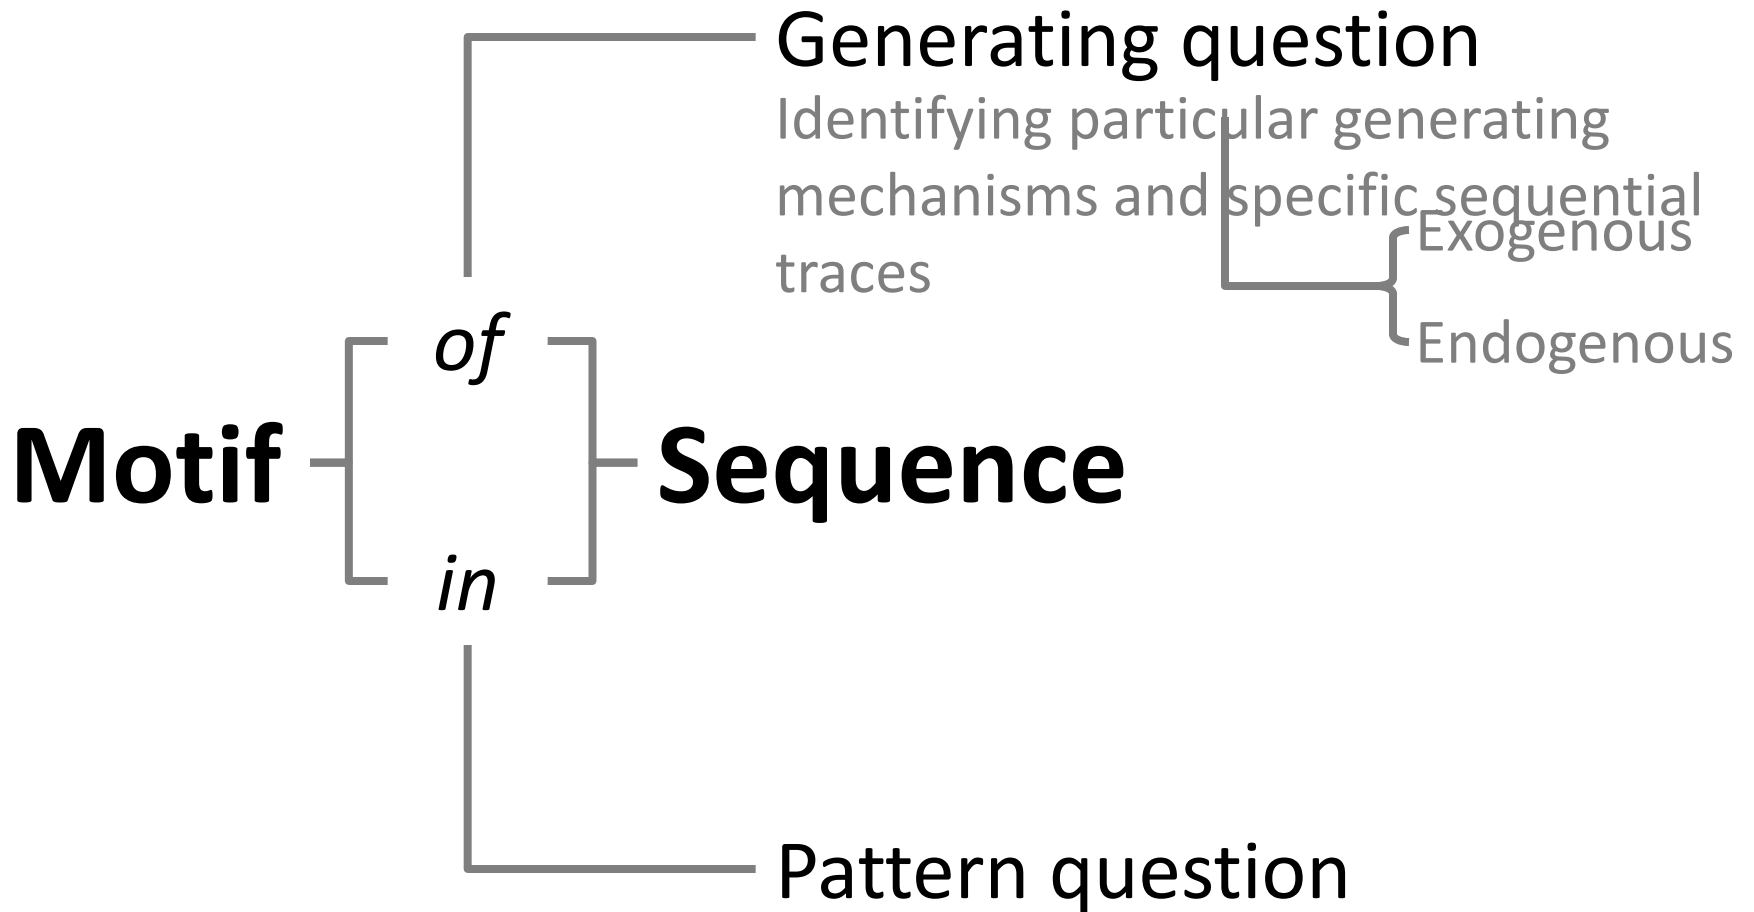 Generating question
Identifying particular generating
mechanisms and specific sequential
traces
Exogenous
Endogenous
of
Motif
Sequence
in
Pattern question